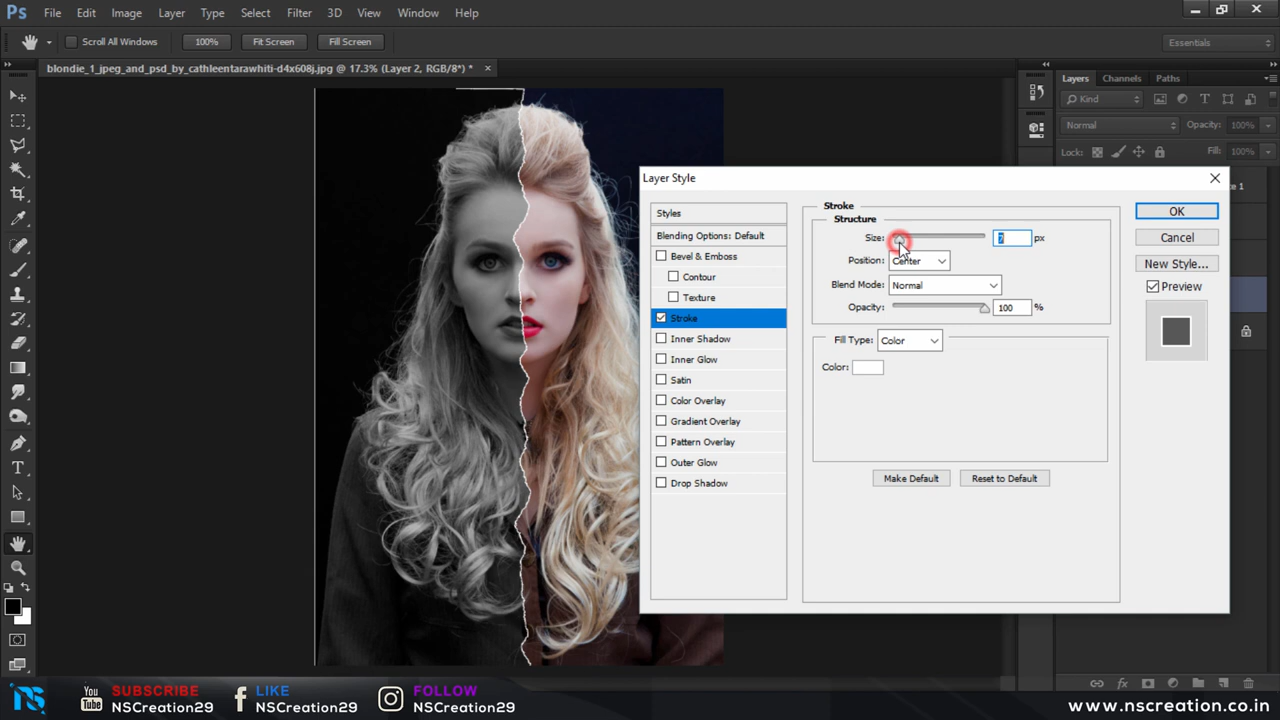 Ps File Edit Image Layer Type Select Filter 3D View Window Help
Scroll All Windows 100% Fit Screen Fill Screen Essentials
blondie_1_jpeg_and_psd_by_cathleentarawhiti-d4x608j.jpg @ 17.3% (Layer 2, RGB/8*) *
Layers Channels Paths
Kind
Normal Opacity: 100%
Lock: Fill: 100%
Layer Style
Styles
Blending Options: Default
Bevel & Emboss
Contour
Texture
Stroke
Inner Shadow
Inner Glow
Satin
Color Overlay
Gradient Overlay
Pattern Overlay
Outer Glow
Drop Shadow
Stroke
Structure
Size: 7 px
Position: Center
Blend Mode: Normal
Opacity: 100 %
Fill Type: Color
Color:
Make Default Reset to Default
OK
Cancel
New Style...
Preview
NS
You Tube SUBSCRIBE
NSCreation29
LIKE
NSCreation29
FOLLOW
NSCreation29
www.nscreation.co.in